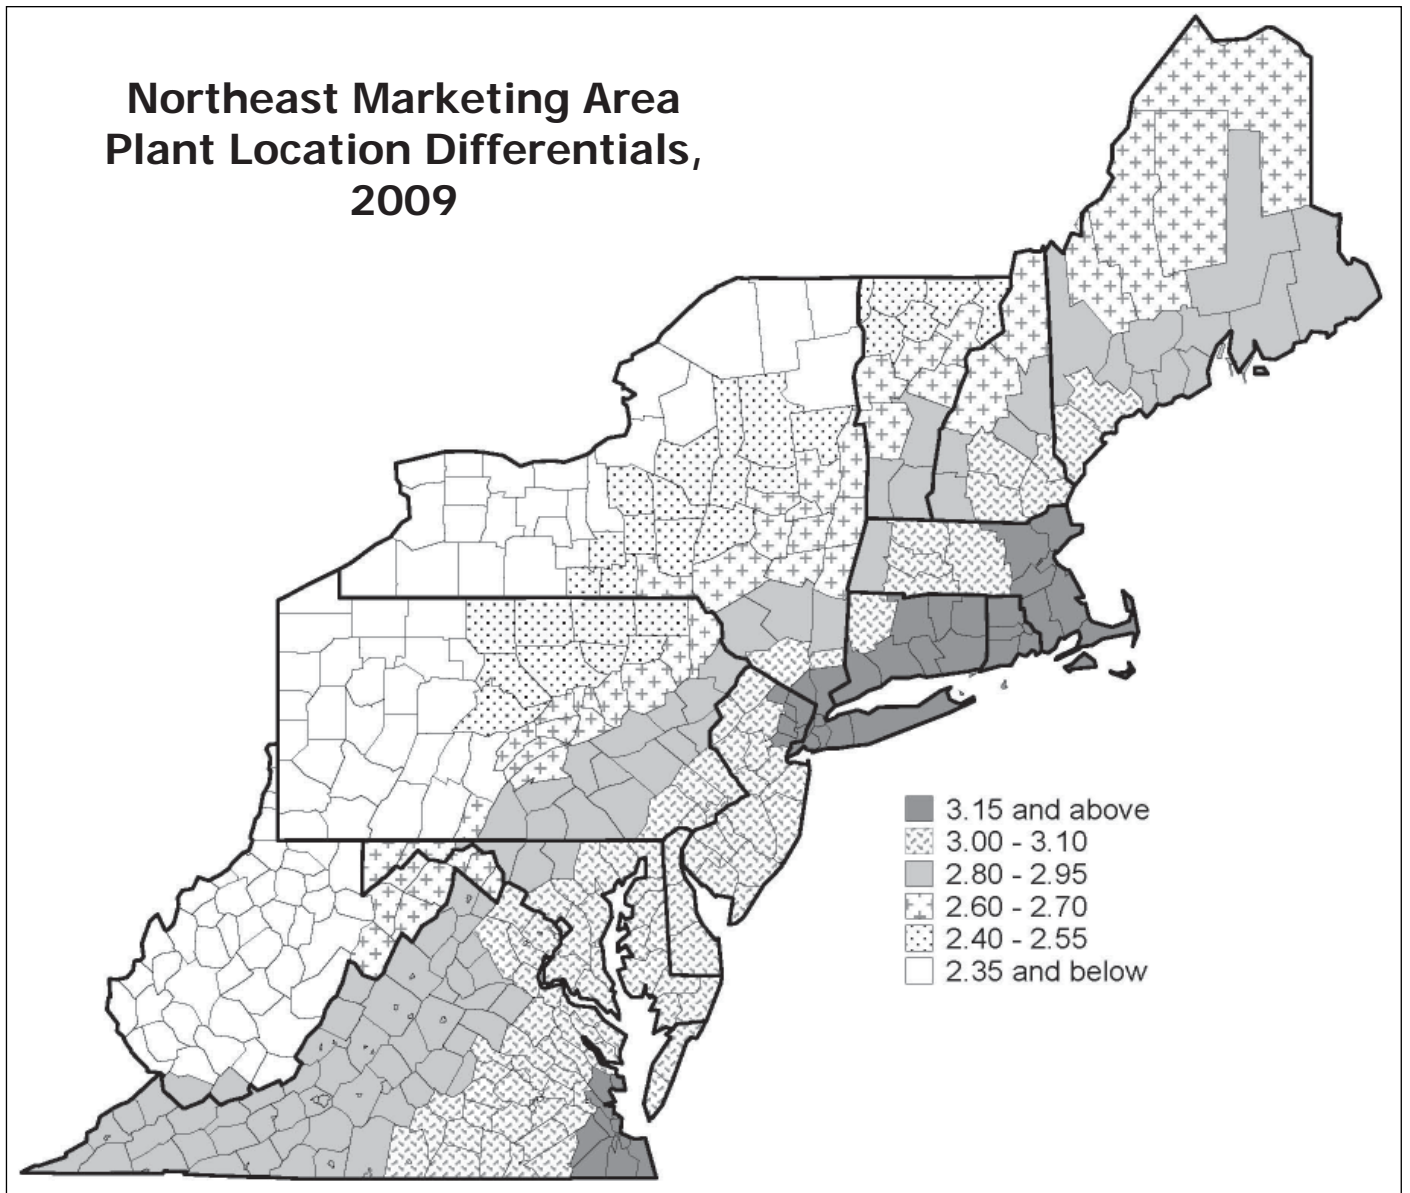 Northeast Marketing Area
Plant Location Differentials,
2009
3.15 and above
3.00 - 3.10
2.80 - 2.95
2.60 - 2.70
2.40 - 2.55
2.35 and below